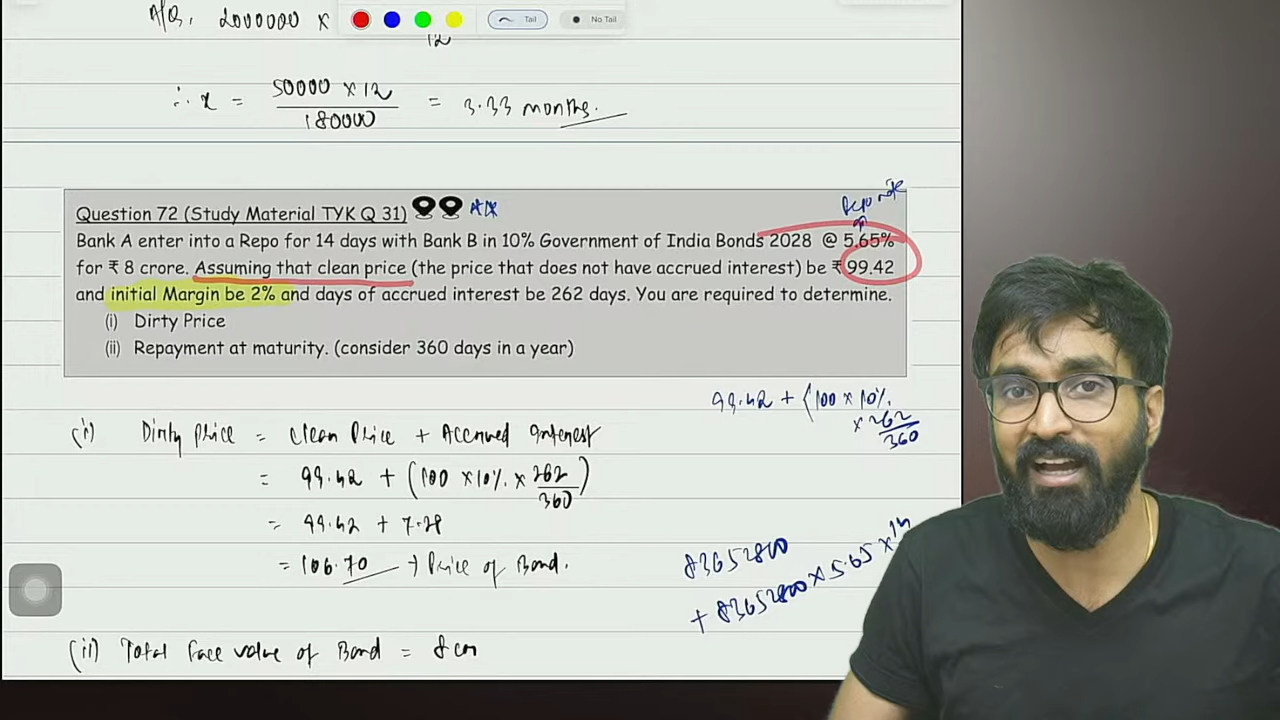 A/Q, 2000000 ×
12
Tail
No Tail
∴ x = 50000 × 12
180000
= 3.33 months.
Repo rate
Question 72 (Study Material TYK Q 31)
Bank A enter into a Repo for 14 days with Bank B in 10% Government of India Bonds 2028 @ 5.65%
for ₹ 8 crore. Assuming that clean price (the price that does not have accrued interest) be ₹ 99.42
and initial Margin be 2% and days of accrued interest be 262 days. You are required to determine.
(i) Dirty Price
(ii) Repayment at maturity. (consider 360 days in a year)
99.42 + (100 × 10%
× 262
360
(i) Dirty price = Clean Price + Accrued Interest
= 99.42 + (100 × 10% × 262
360)
= 99.42 + 7.28
= 106.70 → Price of Bond.
83652800
+ 83652800 × 5.65 × 14
(ii) Total face value of Bond = 8